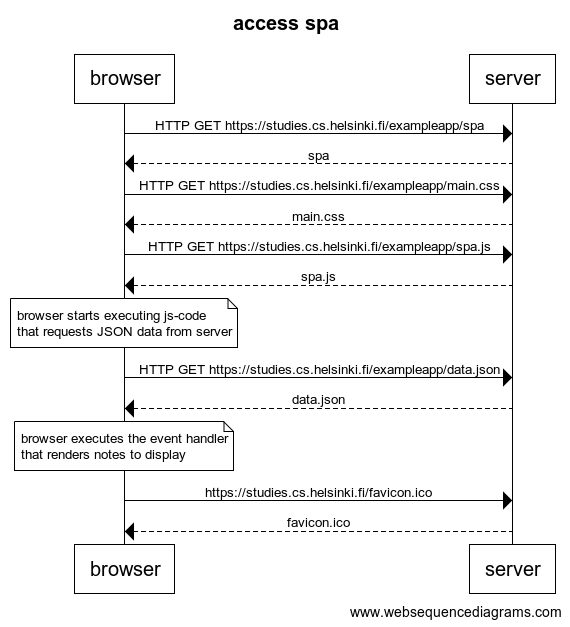 access spa
browser
server
HTTP GET https://studies.cs.helsinki.fi/exampleapp/spa
spa
HTTP GET https://studies.cs.helsinki.fi/exampleapp/main.css
main.css
HTTP GET https://studies.cs.helsinki.fi/exampleapp/spa.js
spa.js
browser starts executing js-code
that requests JSON data from server
HTTP GET https://studies.cs.helsinki.fi/exampleapp/data.json
data.json
browser executes the event handler
that renders notes to display
https://studies.cs.helsinki.fi/favicon.ico
favicon.ico
browser
server
www.websequencediagrams.com